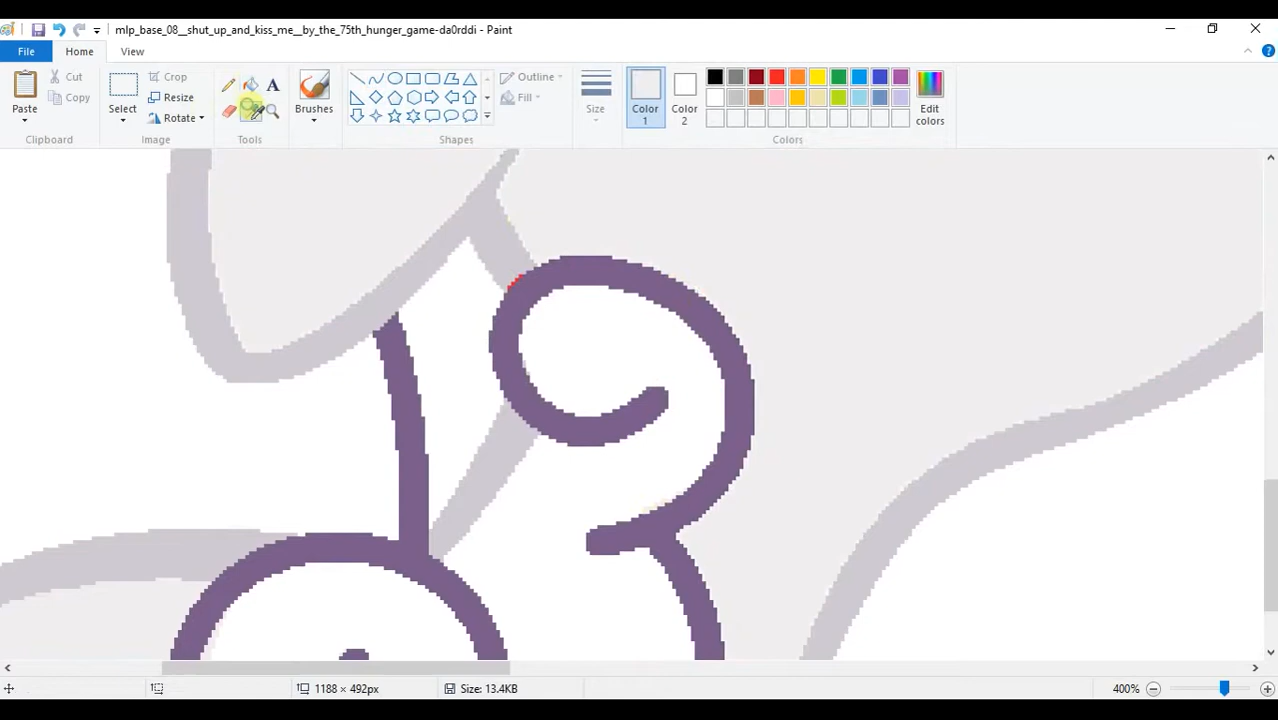 mlp_base_08__shut_up_and_kiss_me__by_the_75th_hunger_game-da0rddi - Paint
File
Home
View
Paste
Cut
Copy
Clipboard
Select
Crop
Resize
Rotate
Image
A
Tools
Brushes
Shapes
Outline
Fill
Size
Color
1
Color
2
Edit
colors
Colors
1188 × 492px
Size: 13.4KB
400%